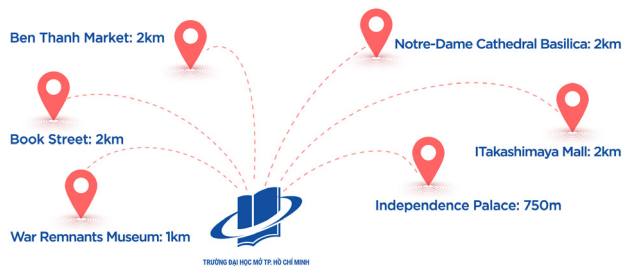 Ben Thanh Market: 2km
Notre-Dame Cathedral Basilica: 2km
Book Street: 2km
ITakashimaya Mall: 2km
Independence Palace: 750m
War Remnants Museum: 1km
TRƯỜNG ĐẠI HỌC MỞ TP. HỒ CHÍ MINH